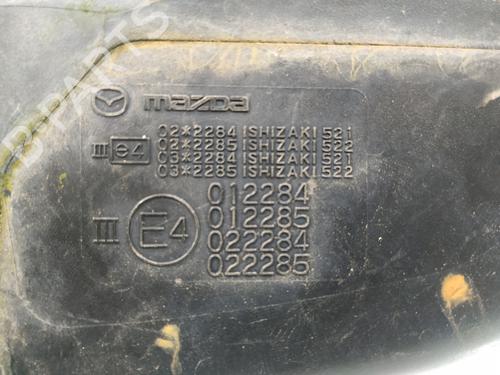 mazda
02*2284 ISHIZAKI 521
02*2285 ISHIZAKI 522
III e4 03*2284 ISHIZAKI 521
03*2285 ISHIZAKI 522
012284
012285
III E4 022284
022285
B-PARTS